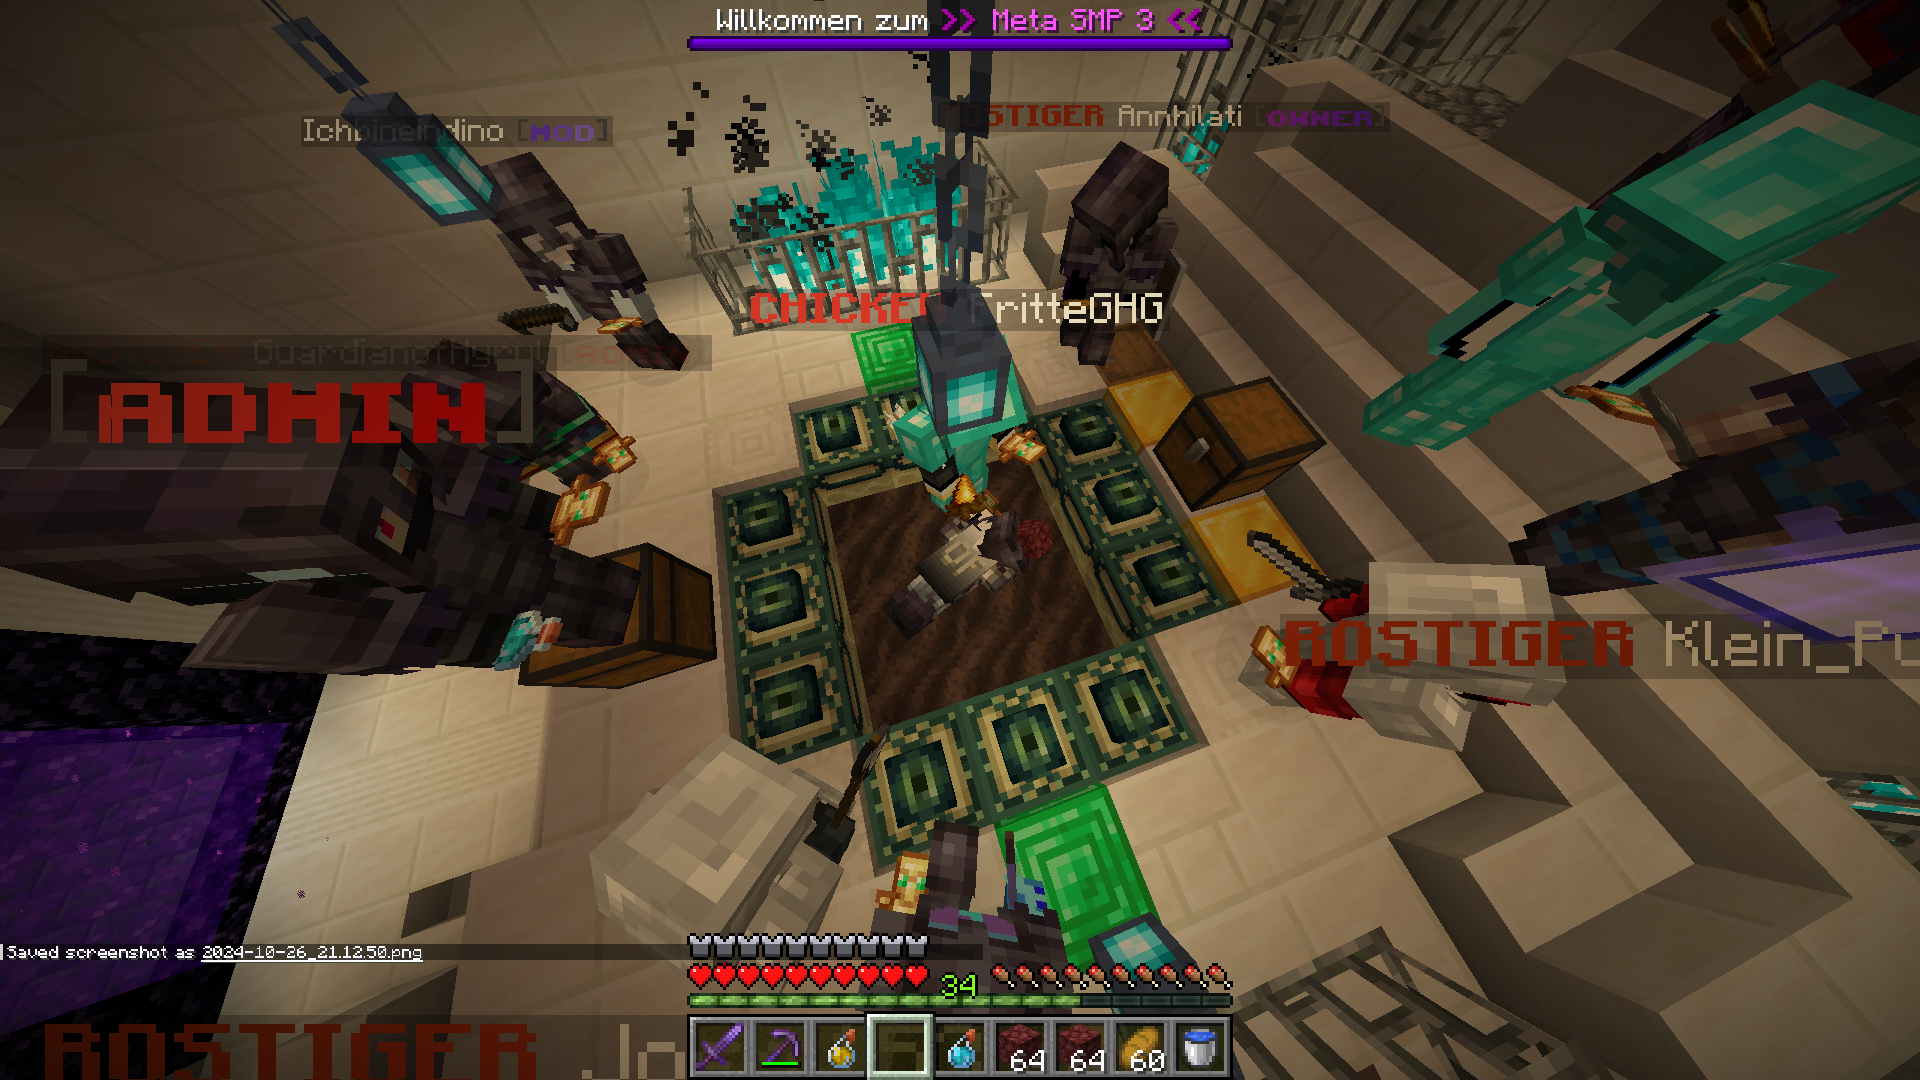 Willkommen zum >> Meta SMP 3 <<
Ichbineindino [MOD]
ROSTIGER Annhilati [OWNER]
CHICKEN FritteGHG
[ADMIN]
ROSTIGER Klein_Pu
Saved screenshot as 2024-10-26_21.12.50.png
34
ROSTIGER Jo
64 64 60